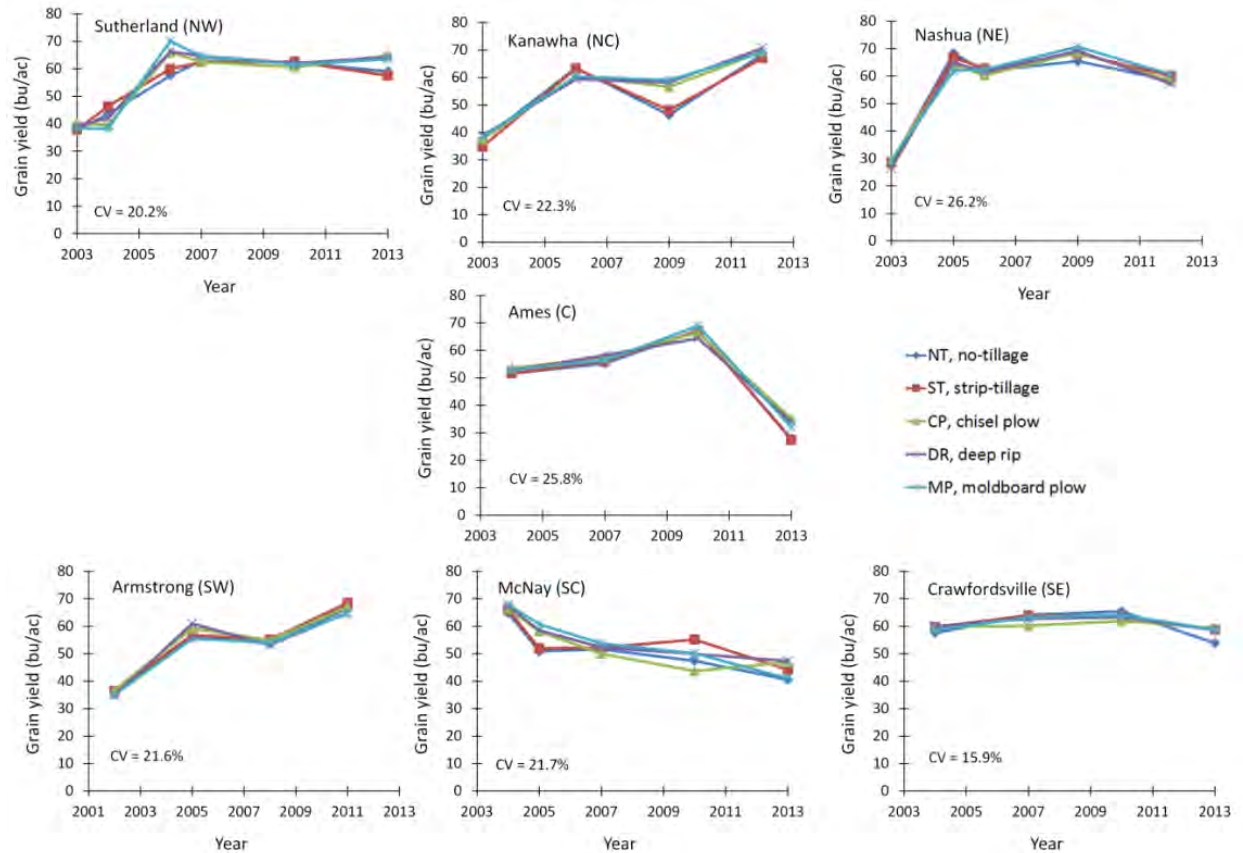 Sutherland (NW)
Grain yield (bu/ac)
80
70
60
50
40
30
20
10
0
CV = 20.2%
2003 2005 2007 2009 2011 2013
Year
Kanawha (NC)
Grain yield (bu/ac)
80
70
60
50
40
30
20
10
0
CV = 22.3%
2003 2005 2007 2009 2011 2013
Nashua (NE)
Grain yield (bu/ac)
80
70
60
50
40
30
20
10
0
CV = 26.2%
2003 2005 2007 2009 2011 2013
Year
Ames (C)
Grain yield (bu/ac)
80
70
60
50
40
30
20
10
0
CV = 25.8%
2003 2005 2007 2009 2011 2013
NT, no-tillage
ST, strip-tillage
CP, chisel plow
DR, deep rip
MP, moldboard plow
Armstrong (SW)
Grain yield (bu/ac)
80
70
60
50
40
30
20
10
0
CV = 21.6%
2001 2003 2005 2007 2009 2011 2013
Year
McNay (SC)
Grain yield (bu/ac)
80
70
60
50
40
30
20
10
0
CV = 21.7%
2003 2005 2007 2009 2011 2013
Year
Crawfordsville (SE)
Grain yield (bu/ac)
80
70
60
50
40
30
20
10
0
CV = 15.9%
2003 2005 2007 2009 2011 2013
Year